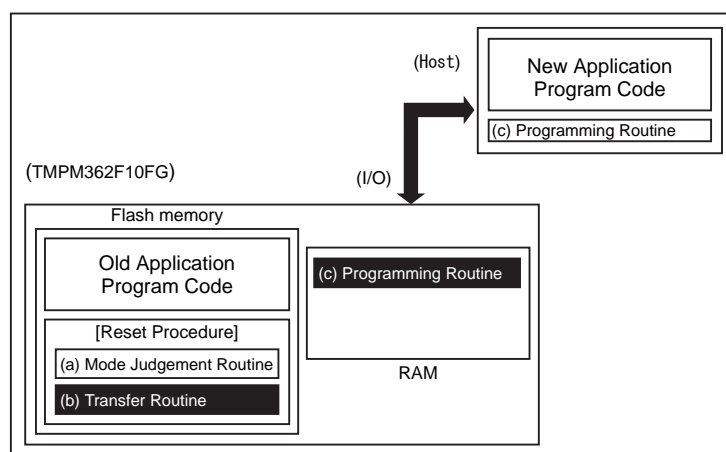 (Host)
New Application
Program Code
(c) Programming Routine
(TMPM362F10FG)
(I/O)
Flash memory
Old Application
Program Code
[Reset Procedure]
(a) Mode Judgement Routine
(b) Transfer Routine
(c) Programming Routine
RAM